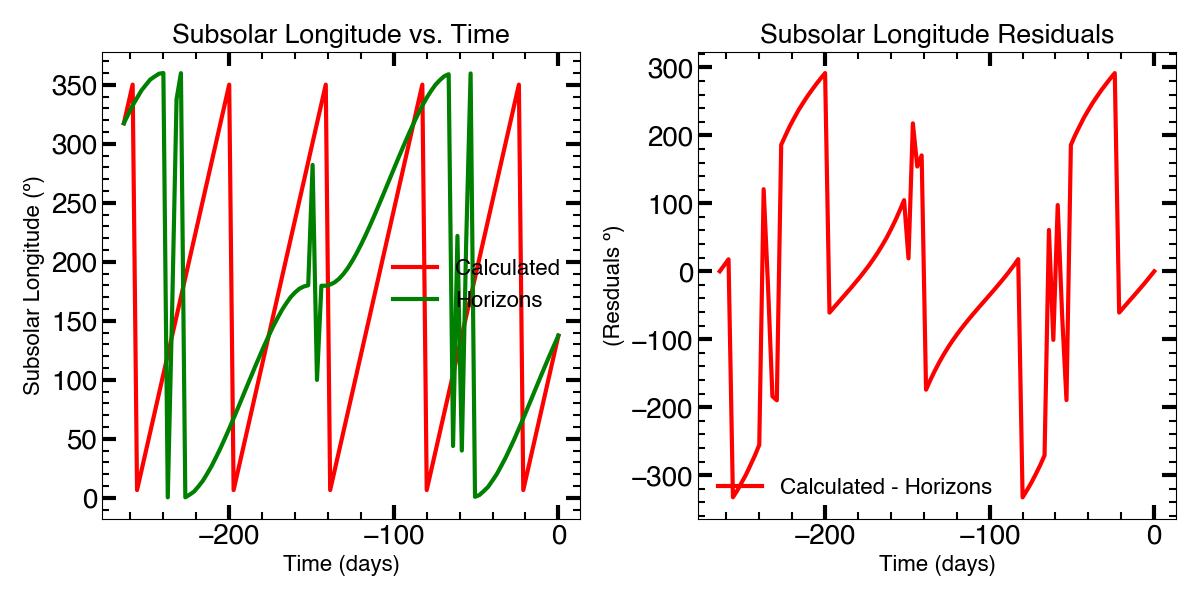 Subsolar Longitude vs. Time
Subsolar Longitude (º)
350
300
250
200
150
100
50
0
Calculated
Horizons
−200
−100
0
Time (days)
Subsolar Longitude Residuals
(Resduals º)
300
200
100
0
−100
−200
−300
Calculated - Horizons
−200
−100
0
Time (days)